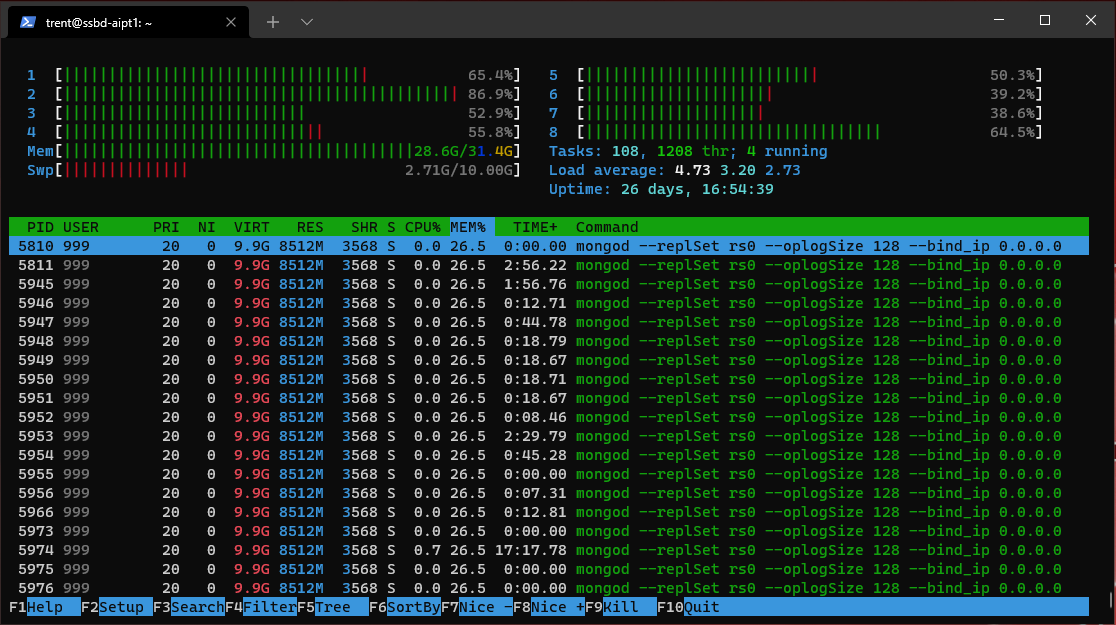 trent@ssbd-aipt1: ~
1 [|||||||||||||||||||||||||||||||||| 65.4%] 5 [|||||||||||||||||||||||||| 50.3%]
2 [|||||||||||||||||||||||||||||||||||||||||||| 86.9%] 6 [||||||||||||||||||||| 39.2%]
3 [||||||||||||||||||||||||||| 52.9%] 7 [|||||||||||||||||||| 38.6%]
4 [||||||||||||||||||||||||||||| 55.8%] 8 [||||||||||||||||||||||||||||||||| 64.5%]
Mem[|||||||||||||||||||||||||||||||||||||||28.6G/31.4G] Tasks: 108, 1208 thr; 4 running
Swp[|||||||||||||| 2.71G/10.00G] Load average: 4.73 3.20 2.73
Uptime: 26 days, 16:54:39
PID USER PRI NI VIRT RES SHR S CPU% MEM% TIME+ Command
5810 999 20 0 9.9G 8512M 3568 S 0.0 26.5 0:00.00 mongod --replSet rs0 --oplogSize 128 --bind_ip 0.0.0.0
5811 999 20 0 9.9G 8512M 3568 S 0.0 26.5 2:56.22 mongod --replSet rs0 --oplogSize 128 --bind_ip 0.0.0.0
5945 999 20 0 9.9G 8512M 3568 S 0.0 26.5 1:56.76 mongod --replSet rs0 --oplogSize 128 --bind_ip 0.0.0.0
5946 999 20 0 9.9G 8512M 3568 S 0.0 26.5 0:12.71 mongod --replSet rs0 --oplogSize 128 --bind_ip 0.0.0.0
5947 999 20 0 9.9G 8512M 3568 S 0.0 26.5 0:44.78 mongod --replSet rs0 --oplogSize 128 --bind_ip 0.0.0.0
5948 999 20 0 9.9G 8512M 3568 S 0.0 26.5 0:18.79 mongod --replSet rs0 --oplogSize 128 --bind_ip 0.0.0.0
5949 999 20 0 9.9G 8512M 3568 S 0.0 26.5 0:18.67 mongod --replSet rs0 --oplogSize 128 --bind_ip 0.0.0.0
5950 999 20 0 9.9G 8512M 3568 S 0.0 26.5 0:18.71 mongod --replSet rs0 --oplogSize 128 --bind_ip 0.0.0.0
5951 999 20 0 9.9G 8512M 3568 S 0.0 26.5 0:18.67 mongod --replSet rs0 --oplogSize 128 --bind_ip 0.0.0.0
5952 999 20 0 9.9G 8512M 3568 S 0.0 26.5 0:08.46 mongod --replSet rs0 --oplogSize 128 --bind_ip 0.0.0.0
5953 999 20 0 9.9G 8512M 3568 S 0.0 26.5 2:29.79 mongod --replSet rs0 --oplogSize 128 --bind_ip 0.0.0.0
5954 999 20 0 9.9G 8512M 3568 S 0.0 26.5 0:45.28 mongod --replSet rs0 --oplogSize 128 --bind_ip 0.0.0.0
5955 999 20 0 9.9G 8512M 3568 S 0.0 26.5 0:00.00 mongod --replSet rs0 --oplogSize 128 --bind_ip 0.0.0.0
5956 999 20 0 9.9G 8512M 3568 S 0.0 26.5 0:07.31 mongod --replSet rs0 --oplogSize 128 --bind_ip 0.0.0.0
5966 999 20 0 9.9G 8512M 3568 S 0.0 26.5 0:12.81 mongod --replSet rs0 --oplogSize 128 --bind_ip 0.0.0.0
5973 999 20 0 9.9G 8512M 3568 S 0.0 26.5 0:00.00 mongod --replSet rs0 --oplogSize 128 --bind_ip 0.0.0.0
5974 999 20 0 9.9G 8512M 3568 S 0.7 26.5 17:17.78 mongod --replSet rs0 --oplogSize 128 --bind_ip 0.0.0.0
5975 999 20 0 9.9G 8512M 3568 S 0.0 26.5 0:00.00 mongod --replSet rs0 --oplogSize 128 --bind_ip 0.0.0.0
5976 999 20 0 9.9G 8512M 3568 S 0.0 26.5 0:00.00 mongod --replSet rs0 --oplogSize 128 --bind_ip 0.0.0.0
F1Help F2Setup F3SearchF4FilterF5Tree F6SortByF7Nice -F8Nice +F9Kill F10Quit